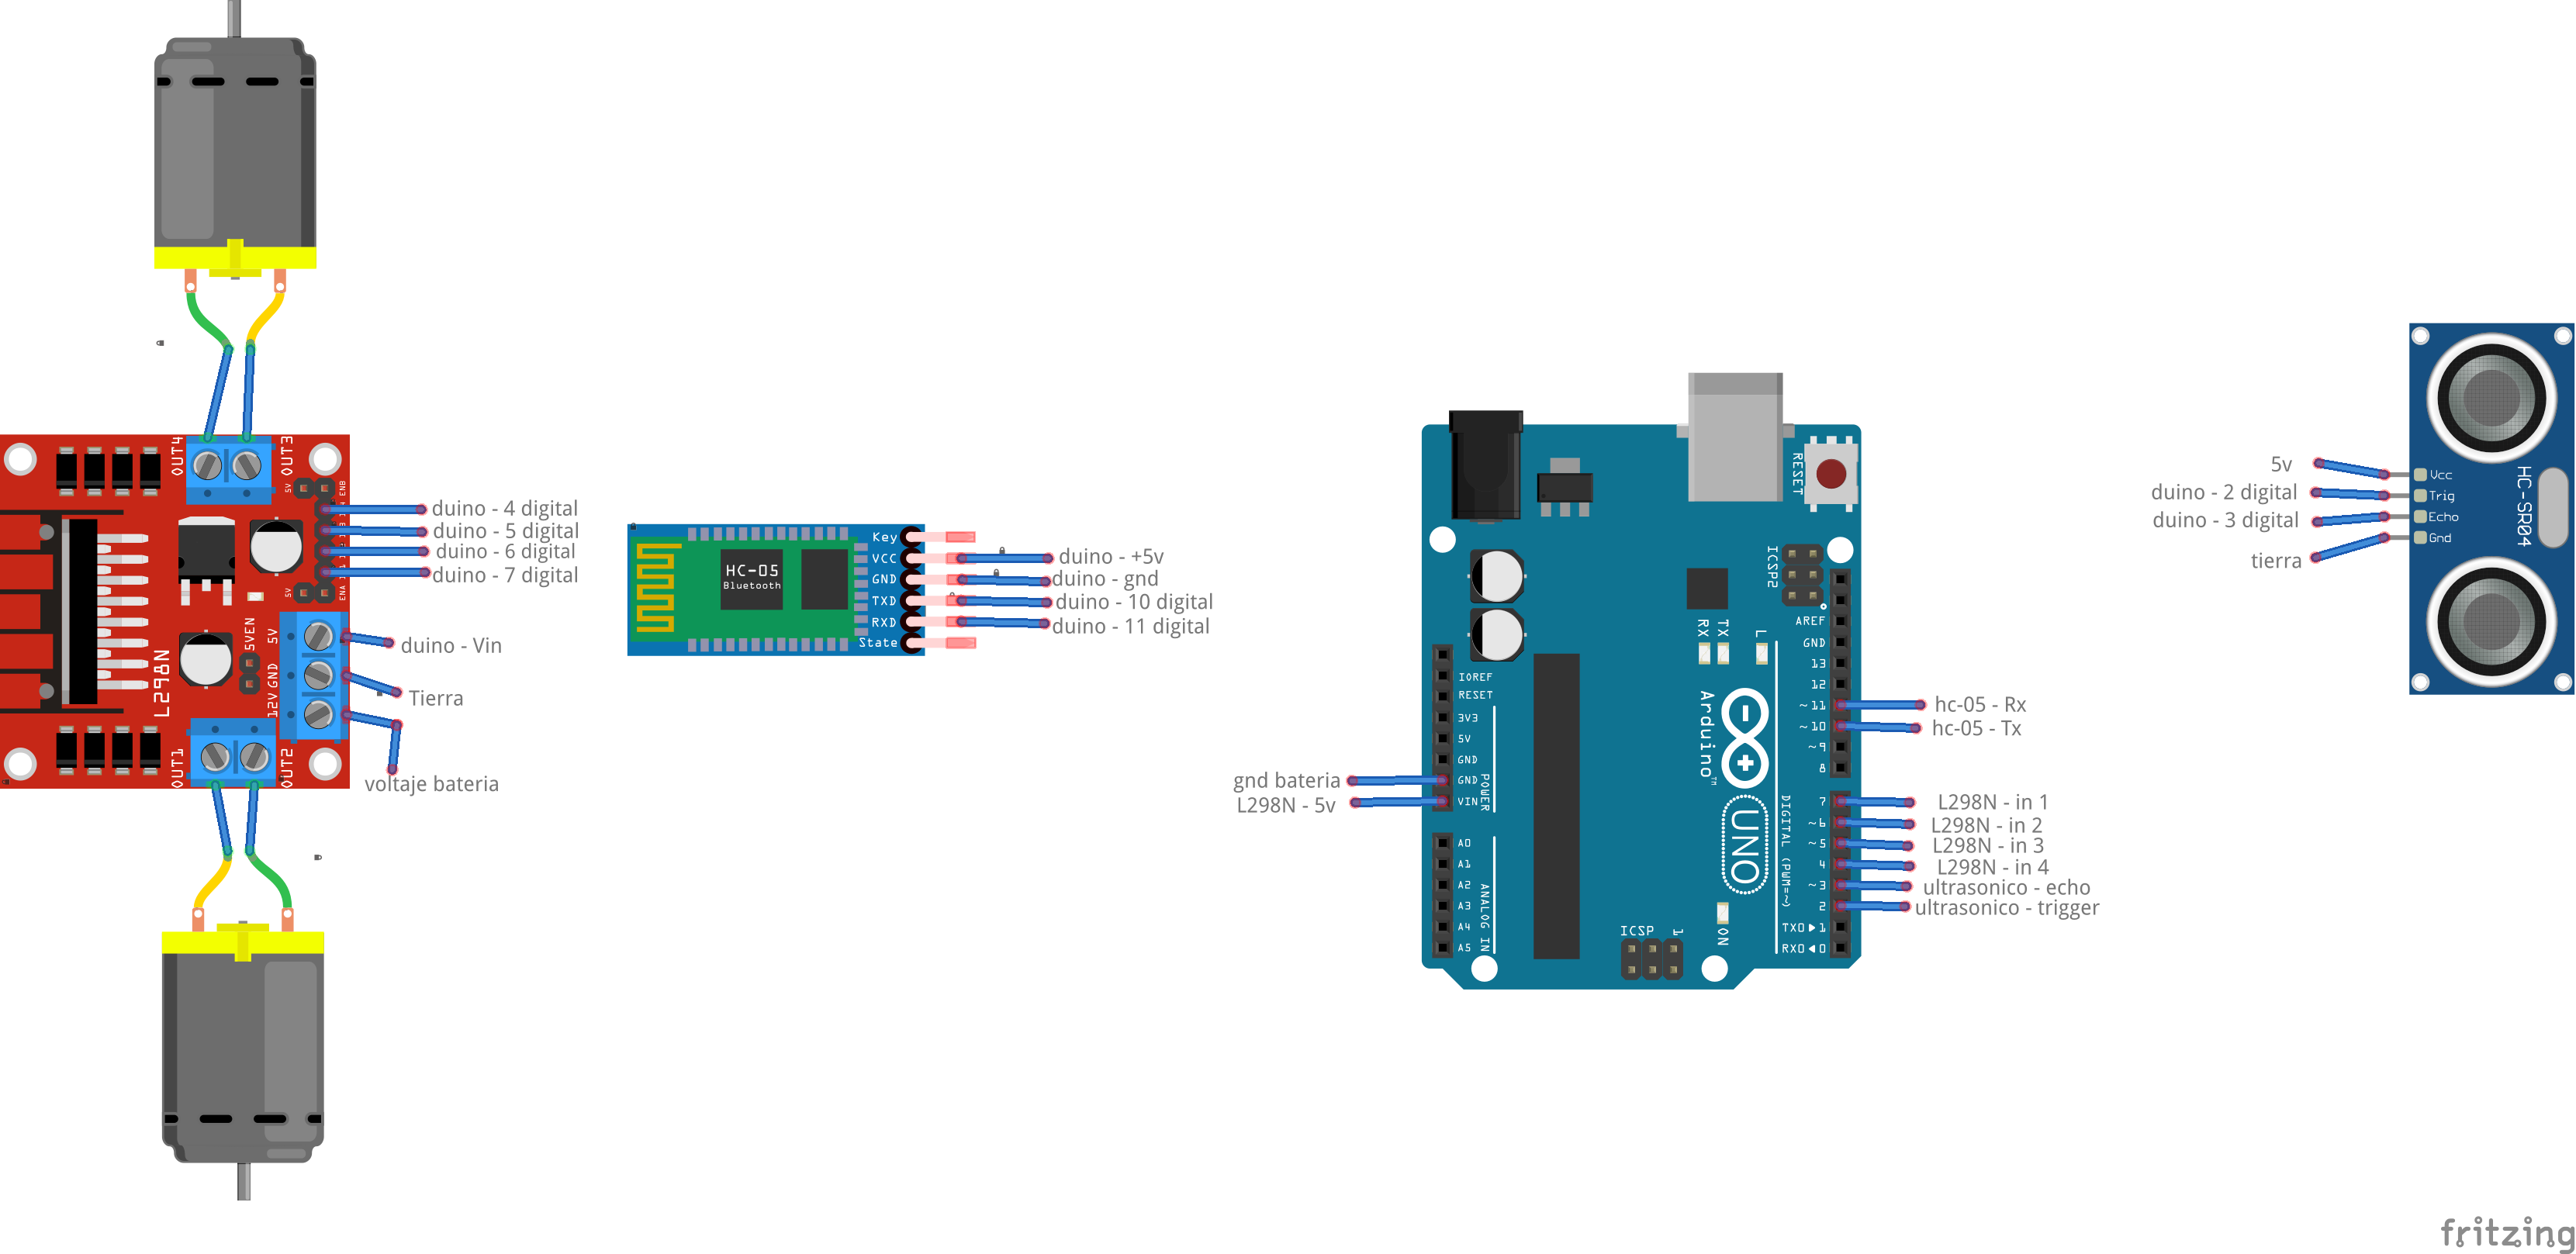 OUT4
OUT3
5V
ENB
duino - 4 digital
duino - 5 digital
duino - 6 digital
duino - 7 digital
5V
ENA
5VEN
5V
GND
12V
L298N
OUT1
OUT2
duino - Vin
Tierra
voltaje bateria
HC-05
Bluetooth
Key
VCC
GND
TXD
RXD
State
duino - +5v
duino - gnd
duino - 10 digital
duino - 11 digital
gnd bateria
L298N - 5v
RESET
ICSP2
RX
TX
L
IOREF
RESET
3V3
5V
GND
GND
VIN
POWER
A0
A1
A2
A3
A4
A5
ANALOG IN
Arduino™
UNO
ON
ICSP
1
AREF
GND
13
12
~11
~10
~9
8
7
~6
~5
4
~3
2
TX0▶1
RX0◀0
DIGITAL (PWM=~)
hc-05 - Rx
hc-05 - Tx
L298N - in 1
L298N - in 2
L298N - in 3
L298N - in 4
ultrasonico - echo
ultrasonico - trigger
5v
duino - 2 digital
duino - 3 digital
tierra
Vcc
Trig
Echo
Gnd
HC-SR04
fritzing